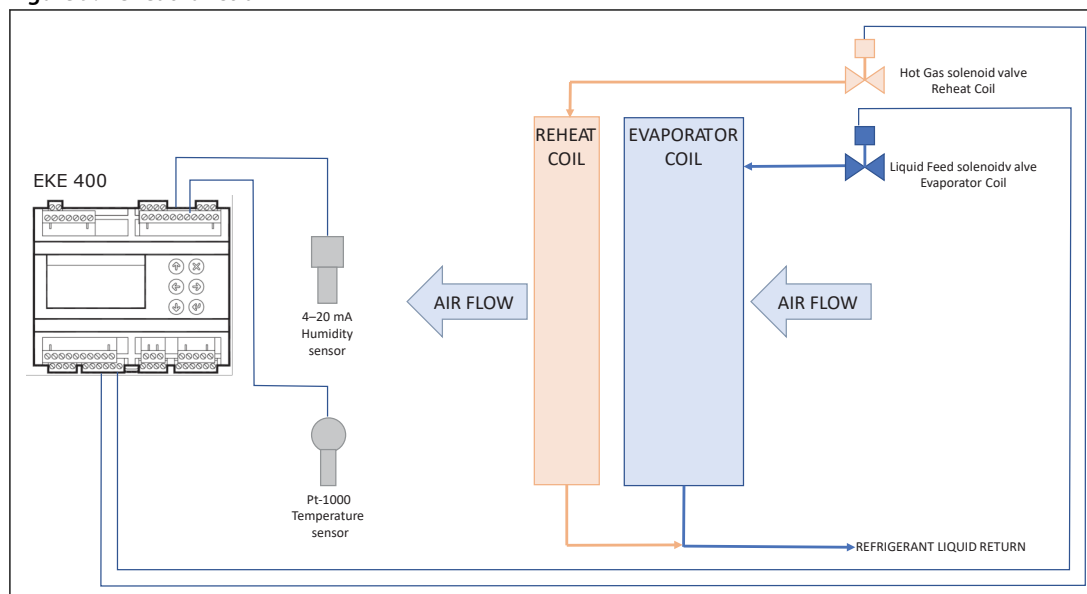 Hot Gas solenoid valve
Reheat Coil
REHEAT
COIL
EVAPORATOR
COIL
Liquid Feed solenoidv alve
Evaporator Coil
EKE 400
AIR FLOW
AIR FLOW
4–20 mA
Humidity
sensor
Pt-1000
Temperature
sensor
REFRIGERANT LIQUID RETURN